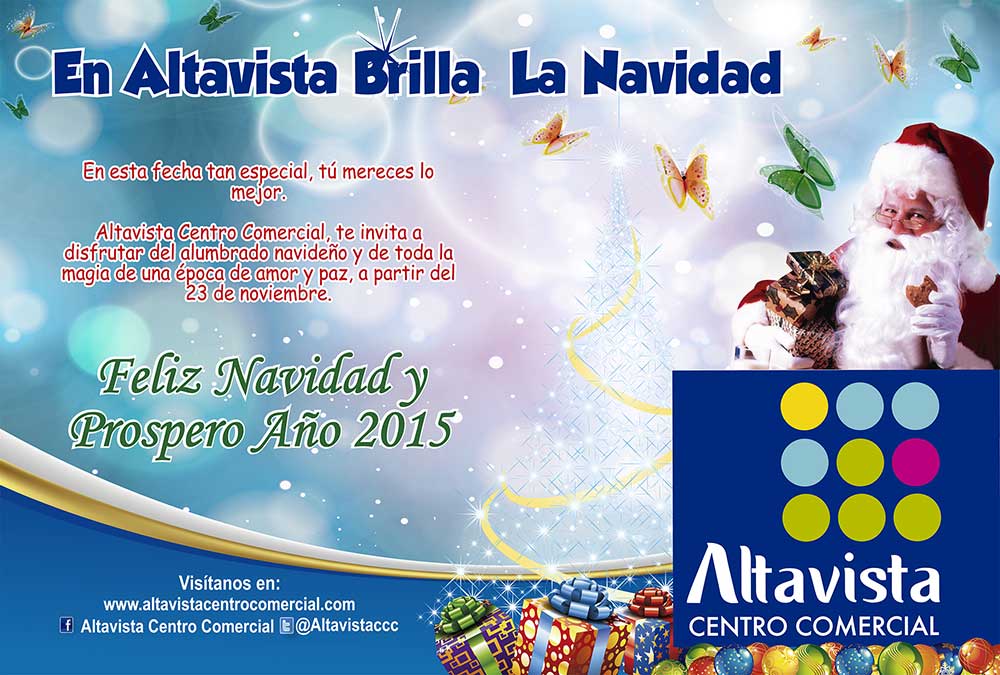 En Altavista Brilla La Navidad
En esta fecha tan especial, tú mereces lo
mejor.
Altavista Centro Comercial, te invita a
disfrutar del alumbrado navideño y de toda la
magia de una época de amor y paz, a partir del
23 de noviembre.
Feliz Navidad y
Prospero Año 2015
Visítanos en:
www.altavistacentrocomercial.com
Altavista Centro Comercial @Altavistaccc
Altavista
CENTRO COMERCIAL